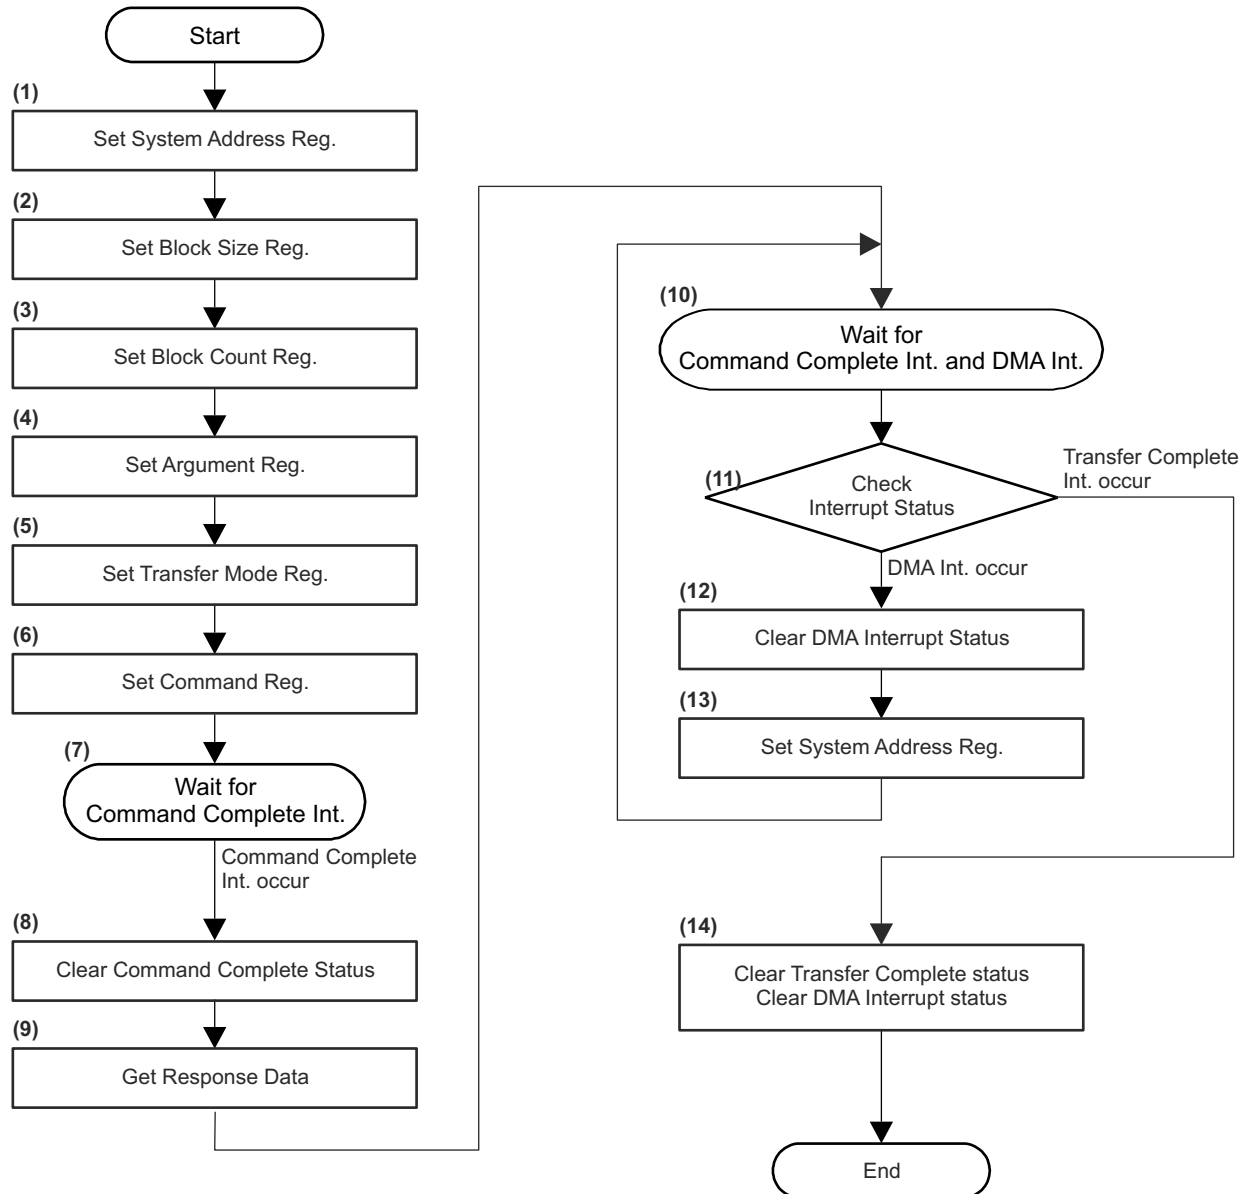 Start
(1)
Set System Address Reg.
(2)
Set Block Size Reg.
(3)
Set Block Count Reg.
(4)
Set Argument Reg.
(5)
Set Transfer Mode Reg.
(6)
Set Command Reg.
(7)
Wait for
Command Complete Int.
Command Complete
Int. occur
(8)
Clear Command Complete Status
(9)
Get Response Data
(10)
Wait for
Command Complete Int. and DMA Int.
(11)
Check
Interrupt Status
Transfer Complete
Int. occur
DMA Int. occur
(12)
Clear DMA Interrupt Status
(13)
Set System Address Reg.
(14)
Clear Transfer Complete status
Clear DMA Interrupt status
End